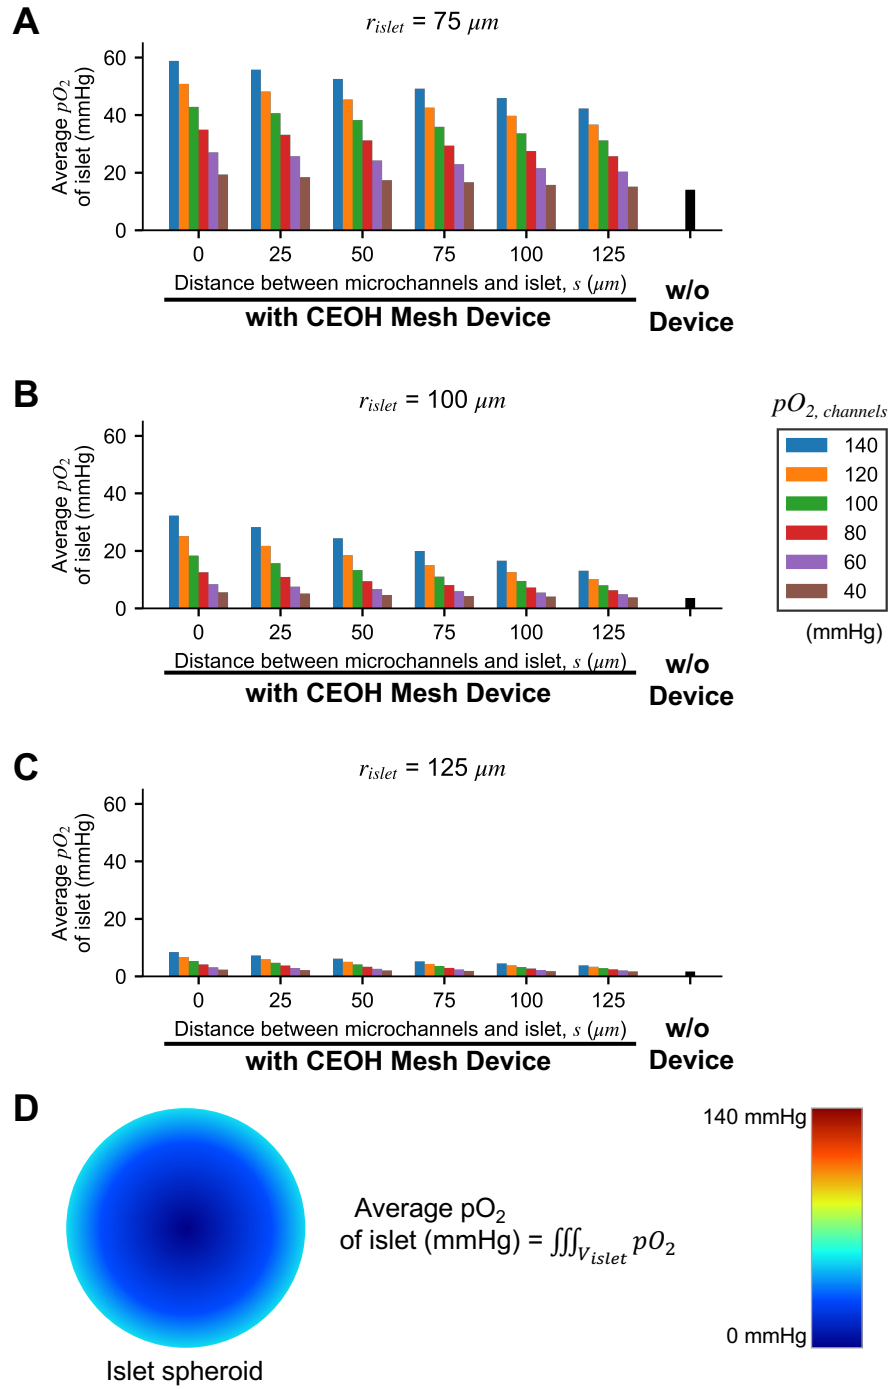 A
r_islet = 75 μm
Average pO₂
of islet (mmHg)
60
40
20
0
0 25 50 75 100 125
Distance between microchannels and islet, s (μm)
with CEOH Mesh Device
w/o
Device
B
r_islet = 100 μm
Average pO₂
of islet (mmHg)
60
40
20
0
0 25 50 75 100 125
Distance between microchannels and islet, s (μm)
with CEOH Mesh Device
w/o
Device
pO₂, channels
140
120
100
80
60
40
(mmHg)
C
r_islet = 125 μm
Average pO₂
of islet (mmHg)
60
40
20
0
0 25 50 75 100 125
Distance between microchannels and islet, s (μm)
with CEOH Mesh Device
w/o
Device
D
Islet spheroid
Average pO₂
of islet (mmHg) = ∭_V_islet pO₂
140 mmHg
0 mmHg